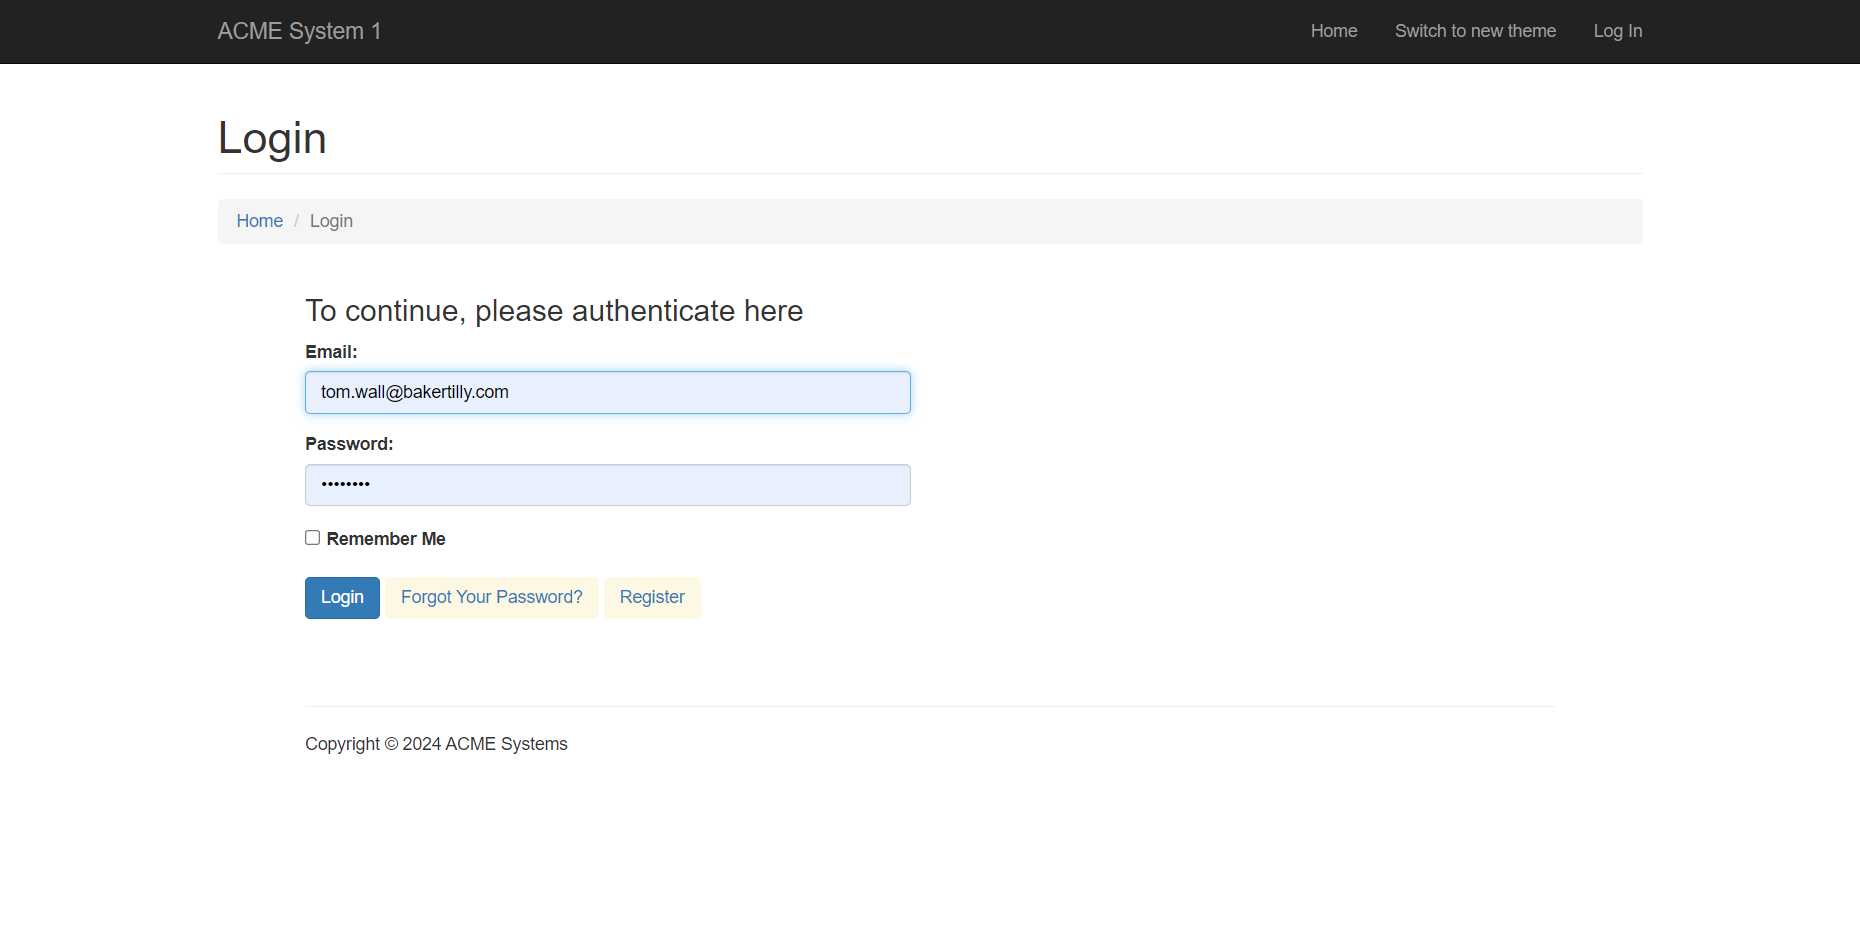 ACME System 1 Home Switch to new theme Log In
Login
Home / Login
To continue, please authenticate here
Email:
tom.wall@bakertilly.com
Password:
••••••••
Remember Me
Login Forgot Your Password? Register
Copyright © 2024 ACME Systems